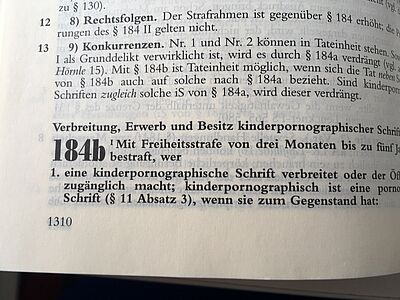 zu § 130).
12 8) Rechtsfolgen. Der Strafrahmen ist gegenüber § 184 erhöht; die
rungen des § 184 II gelten nicht.
13 9) Konkurrenzen. Nr. 1 und Nr. 2 können in Tateinheit stehen.
I als Grunddelikt verwirklicht ist, wird es durch § 184a verdrängt
Hörnle 15). Mit § 184b ist Tateinheit möglich, wenn sich die Tat neben
von § 184b auch auf solche nach § 184a bezieht. Sind
Schriften zugleich solche iS von § 184a, wird dieser verdrängt.
Verbreitung, Erwerb und Besitz kinderpornographischer
184b ¹Mit Freiheitsstrafe von drei Monaten bis zu fünf
bestraft, wer
1. eine kinderpornographische Schrift verbreitet oder der
zugänglich macht; kinderpornographisch ist eine
Schrift (§ 11 Absatz 3), wenn sie zum Gegenstand hat:
1310